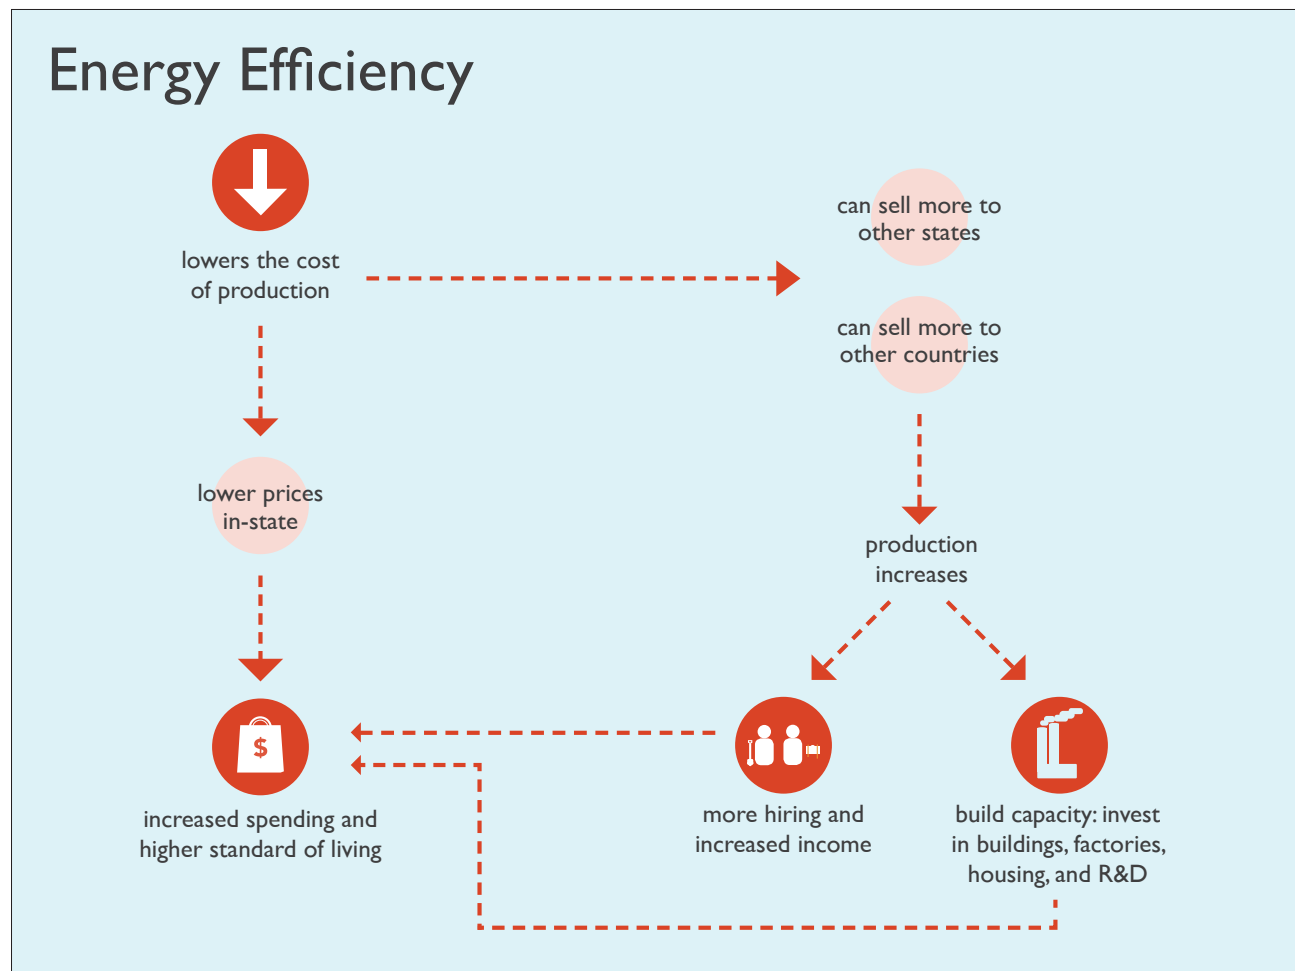 Energy Efficiency
lowers the cost
of production
can sell more to
other states
can sell more to
other countries
lower prices
in-state
production
increases
$
increased spending and
higher standard of living
more hiring and
increased income
build capacity: invest
in buildings, factories,
housing, and R&D